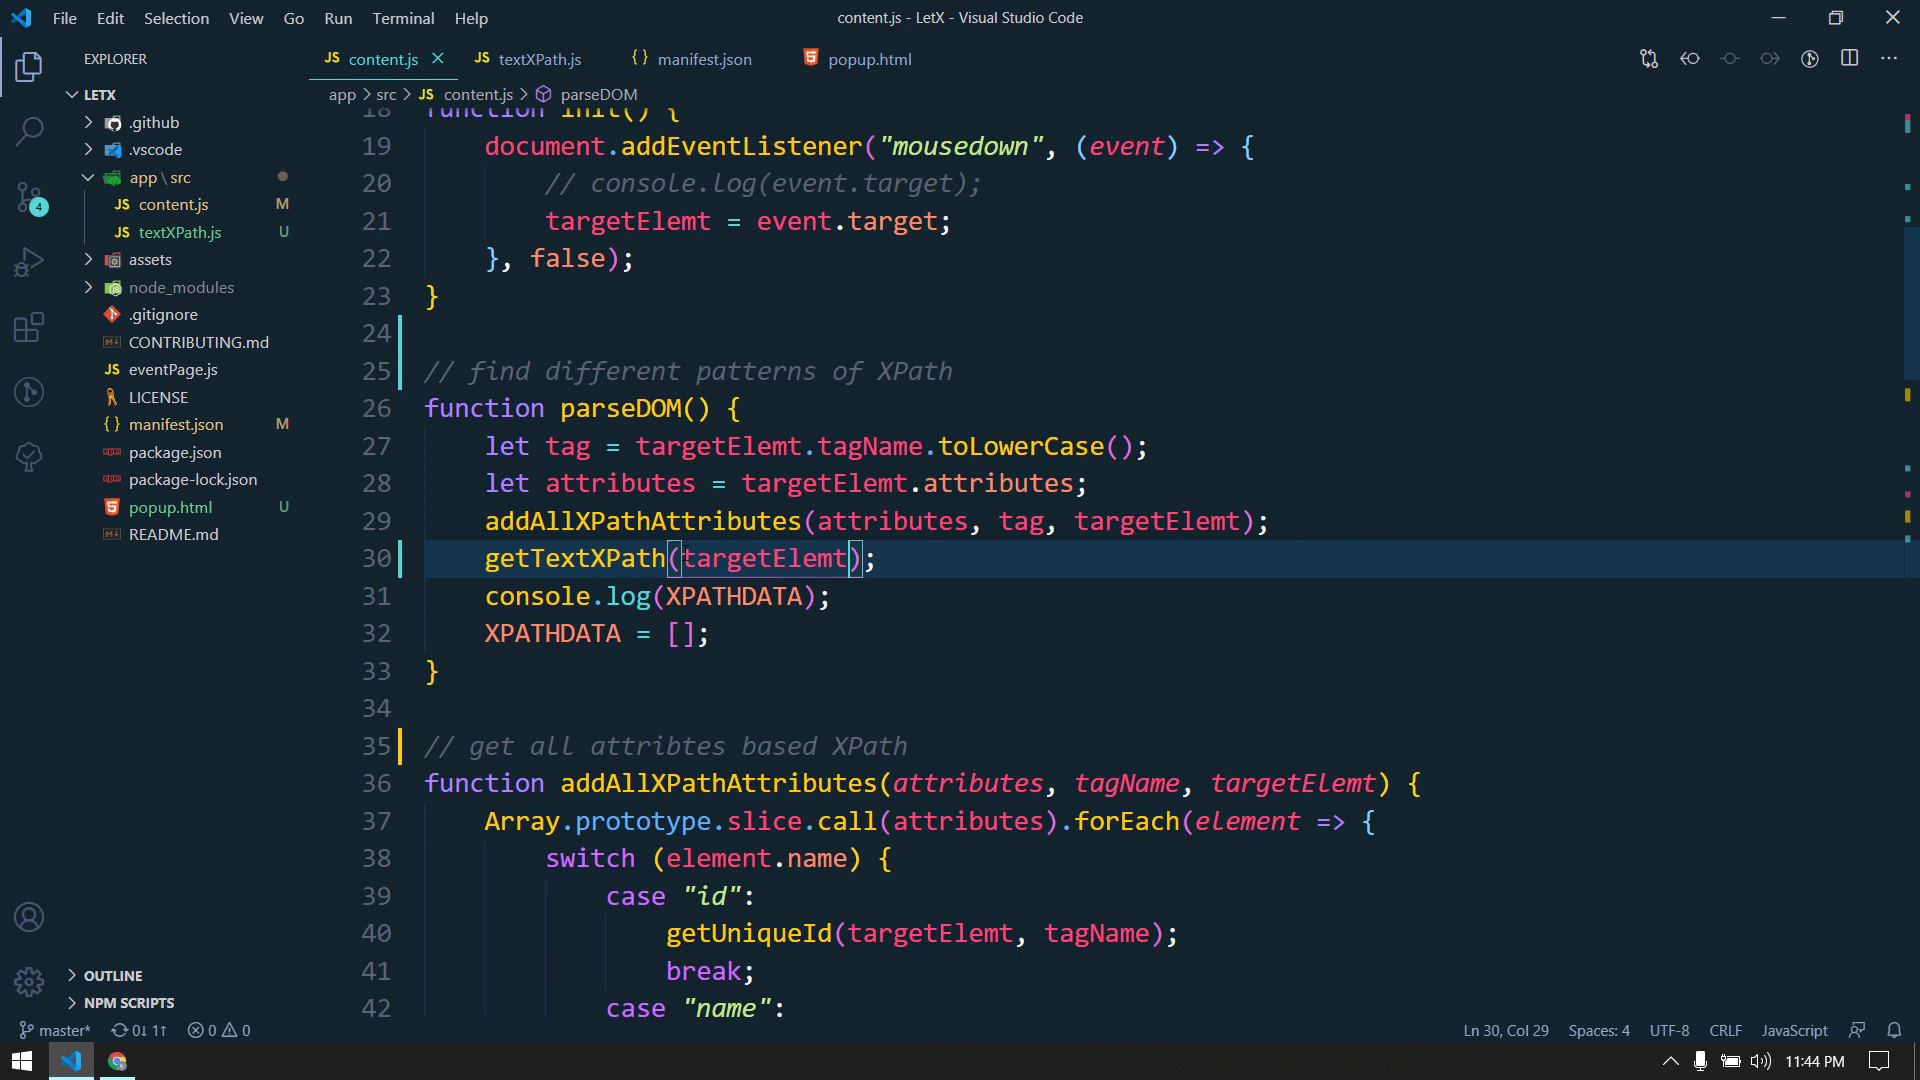 File Edit Selection View Go Run Terminal Help
content.js - LetX - Visual Studio Code
EXPLORER
LETX
.github
.vscode
app \ src
JS content.js M
JS textXPath.js U
assets
node_modules
.gitignore
CONTRIBUTING.md
JS eventPage.js
LICENSE
{} manifest.json M
package.json
package-lock.json
popup.html U
README.md
OUTLINE
NPM SCRIPTS
4
JS content.js
JS textXPath.js
{} manifest.json
popup.html
app > src > JS content.js > parseDOM
18 function init() {
19 document.addEventListener("mousedown", (event) => {
20 // console.log(event.target);
21 targetElemt = event.target;
22 }, false);
23 }
24
25 // find different patterns of XPath
26 function parseDOM() {
27 let tag = targetElemt.tagName.toLowerCase();
28 let attributes = targetElemt.attributes;
29 addAllXPathAttributes(attributes, tag, targetElemt);
30 getTextXPath(targetElemt);
31 console.log(XPATHDATA);
32 XPATHDATA = [];
33 }
34
35 // get all attribtes based XPath
36 function addAllXPathAttributes(attributes, tagName, targetElemt) {
37 Array.prototype.slice.call(attributes).forEach(element => {
38 switch (element.name) {
39 case "id":
40 getUniqueId(targetElemt, tagName);
41 break;
42 case "name":
master* 0↓ 1↑ 0 0
Ln 30, Col 29 Spaces: 4 UTF-8 CRLF JavaScript
11:44 PM